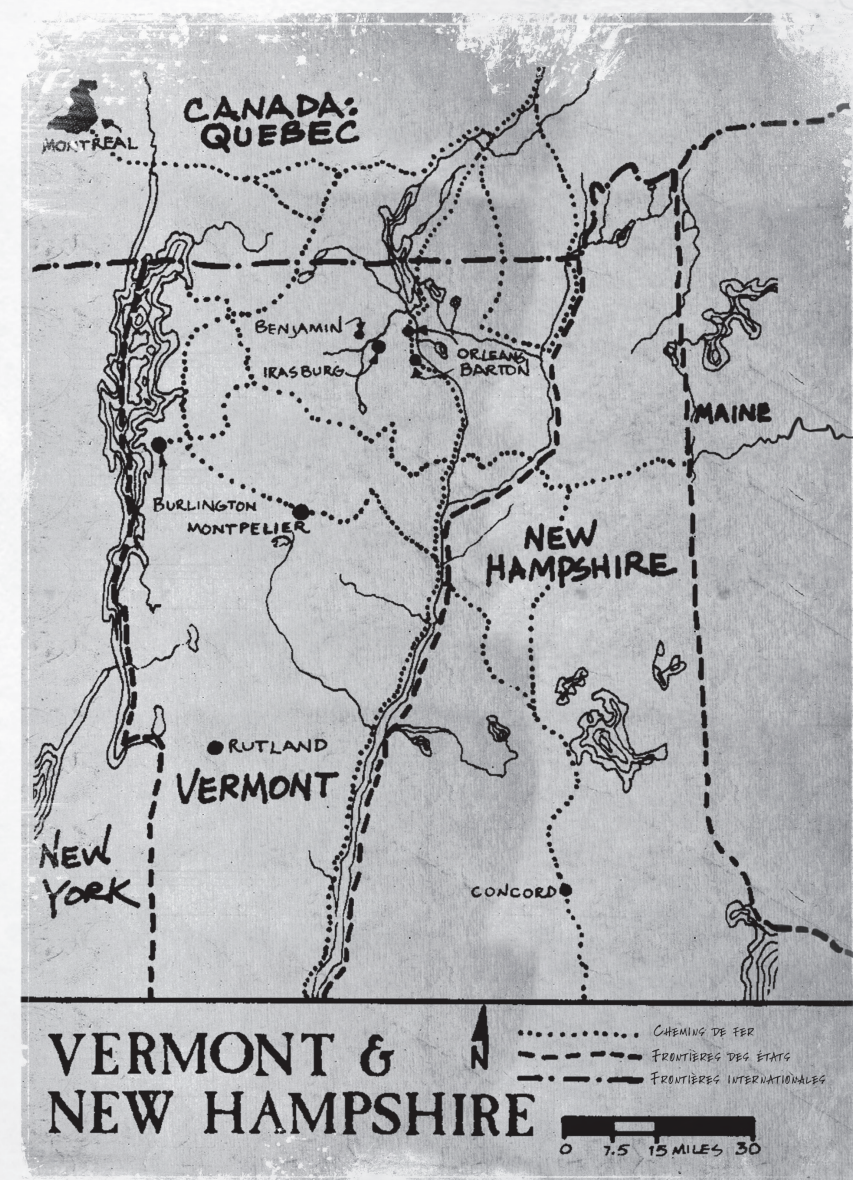 CANADA:
QUEBEC
MONTREAL
BENJAMIN
IRASBURG
ORLEANS
BARTON
MAINE
BURLINGTON
MONTPELIER
NEW
HAMPSHIRE
RUTLAND
VERMONT
NEW
YORK
CONCORD
VERMONT &
NEW HAMPSHIRE
N
CHEMINS DE FER
FRONTIÈRES DES ÉTATS
FRONTIÈRES INTERNATIONALES
0 7.5 15 MILES 30